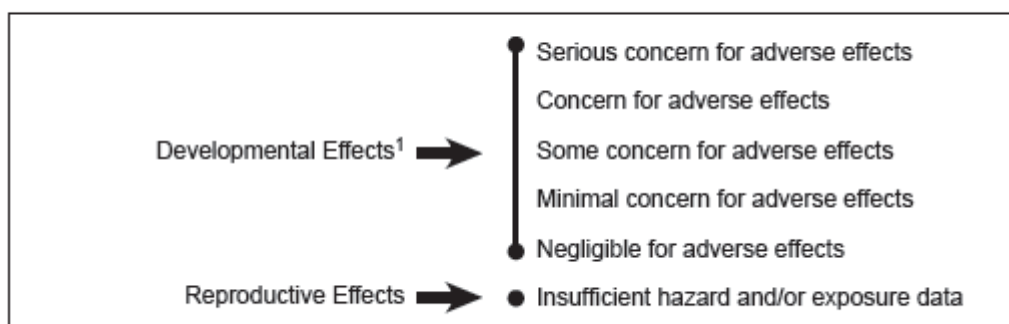 Serious concern for adverse effects
Concern for adverse effects
Developmental Effects¹ Some concern for adverse effects
Minimal concern for adverse effects
Negligible for adverse effects
Reproductive Effects Insufficient hazard and/or exposure data